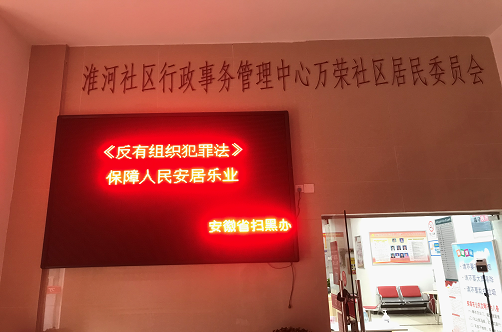 淮河社区行政事务管理中心万荣社区居民委员会
《反有组织犯罪法》
保障人民安居乐业
安徽省扫黑办